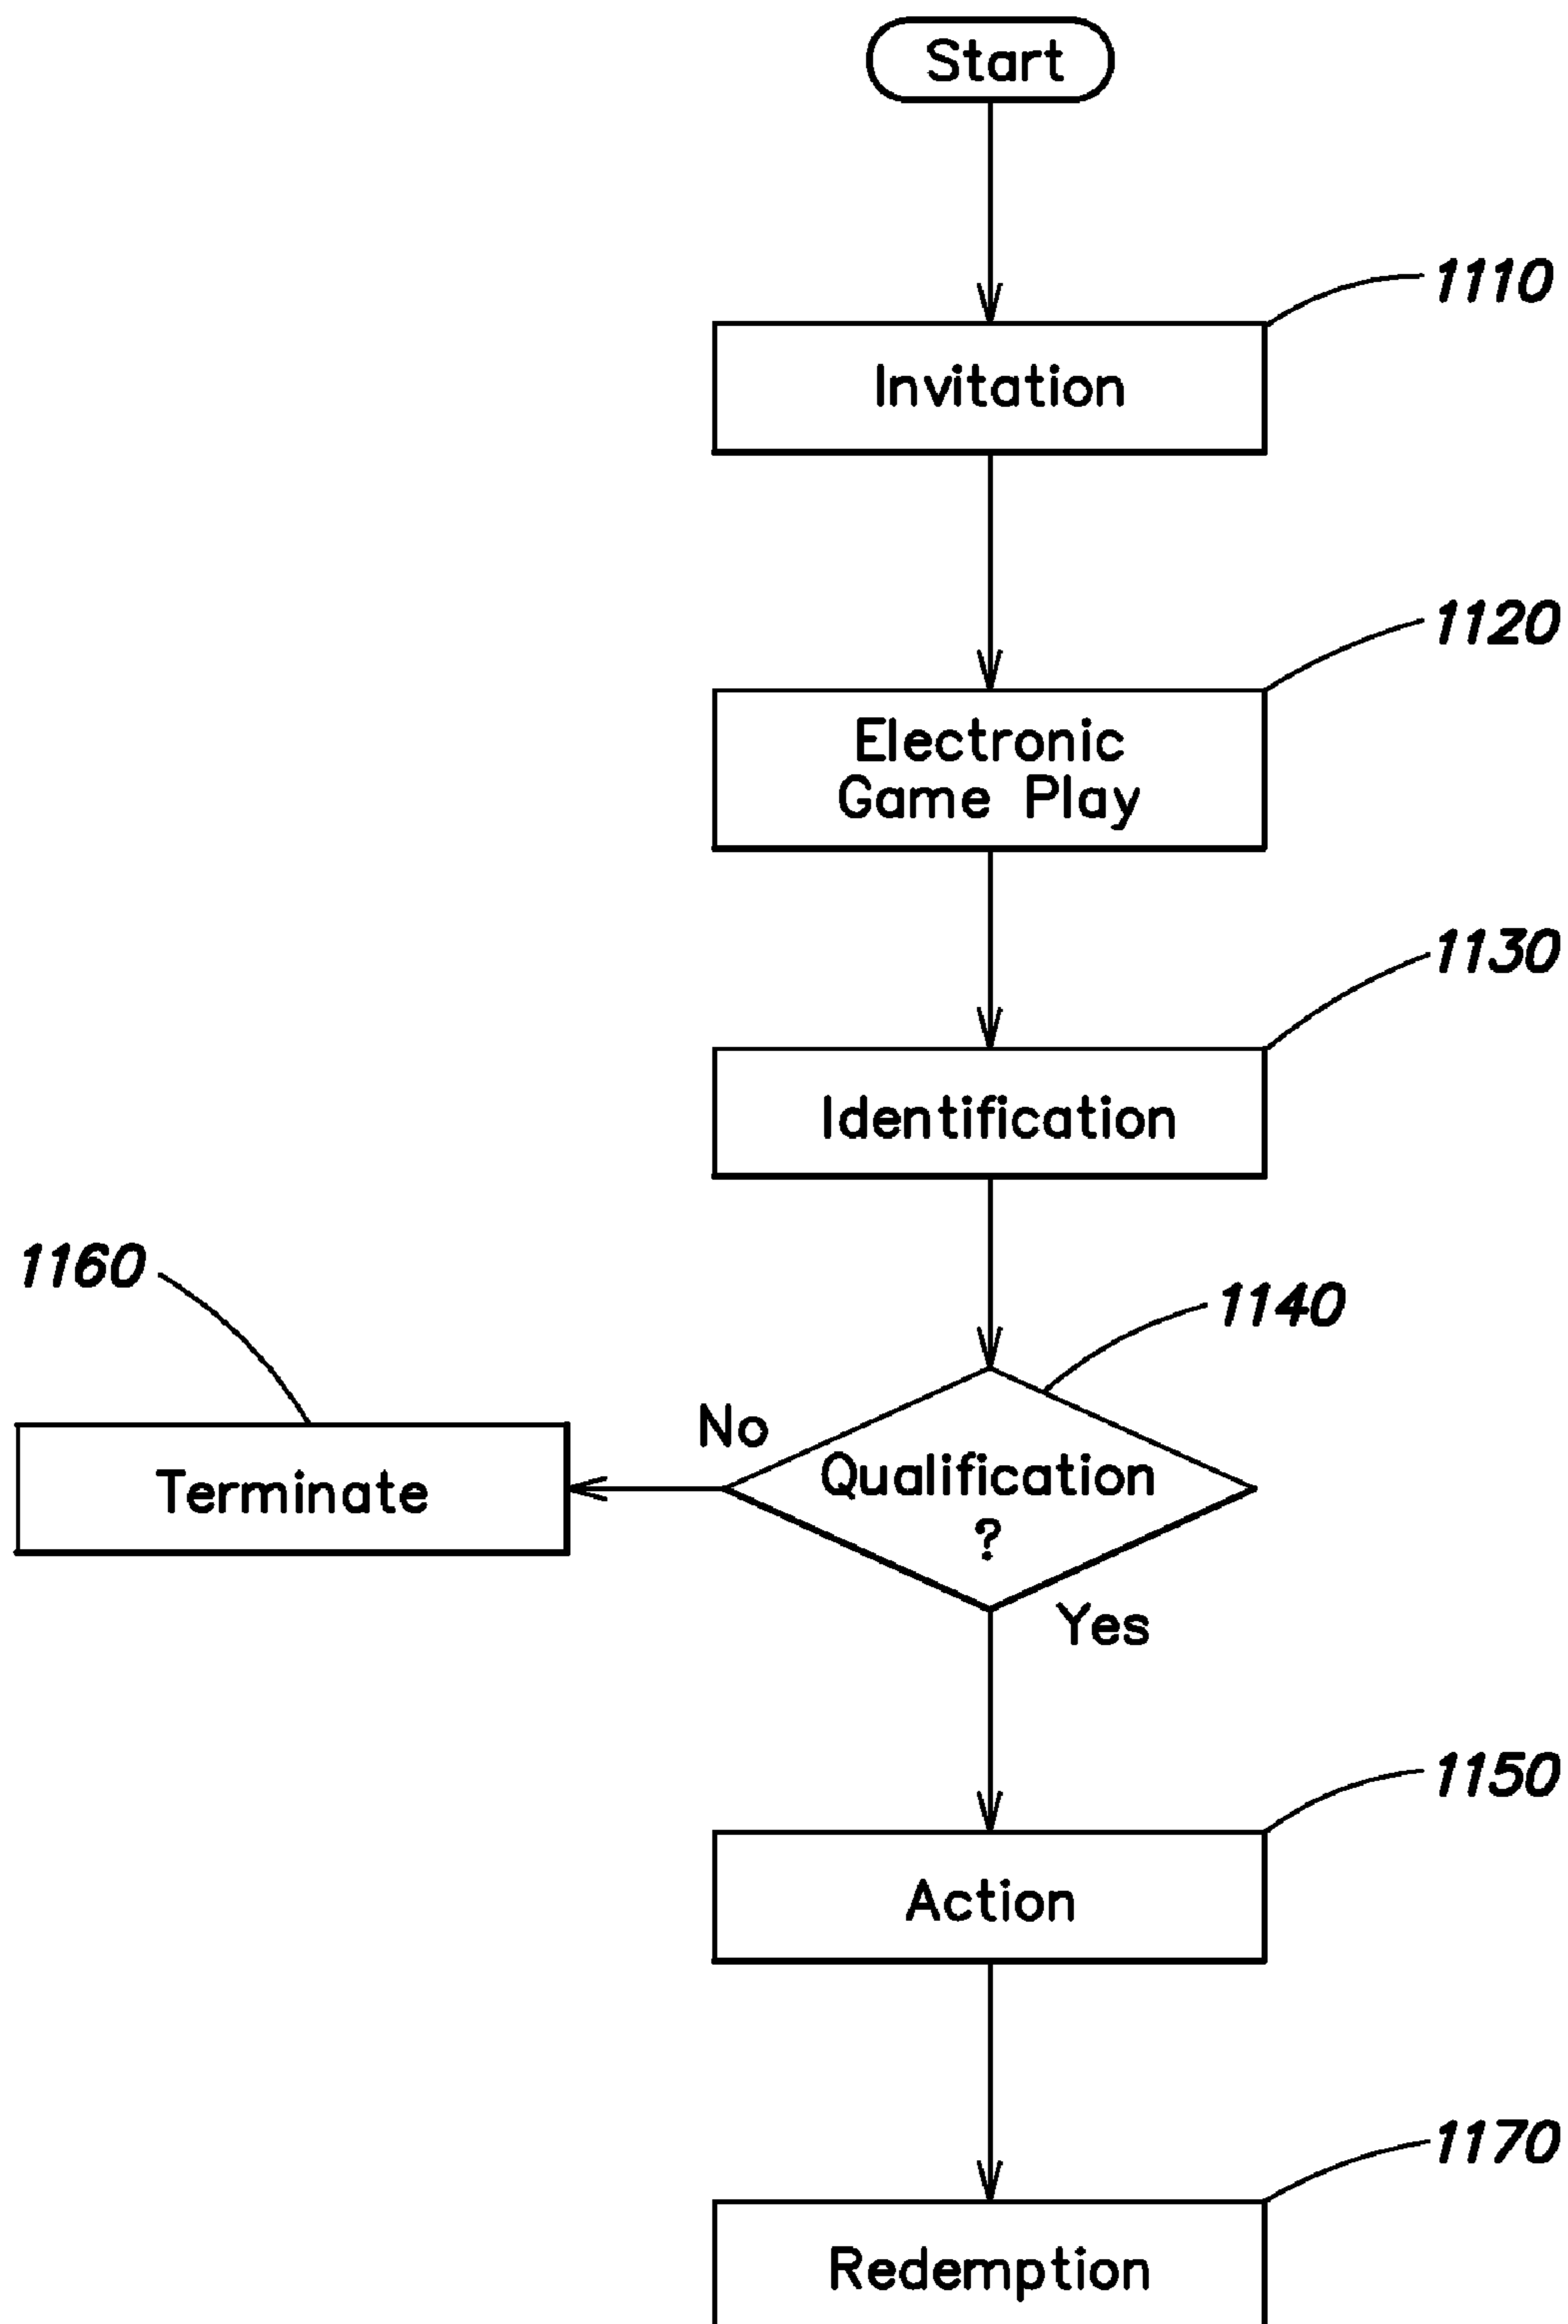 Start
1110
Invitation
1120
Electronic
Game Play
1130
Identification
1160
1140
No
Qualification
?
Terminate
Yes
1150
Action
1170
Redemption